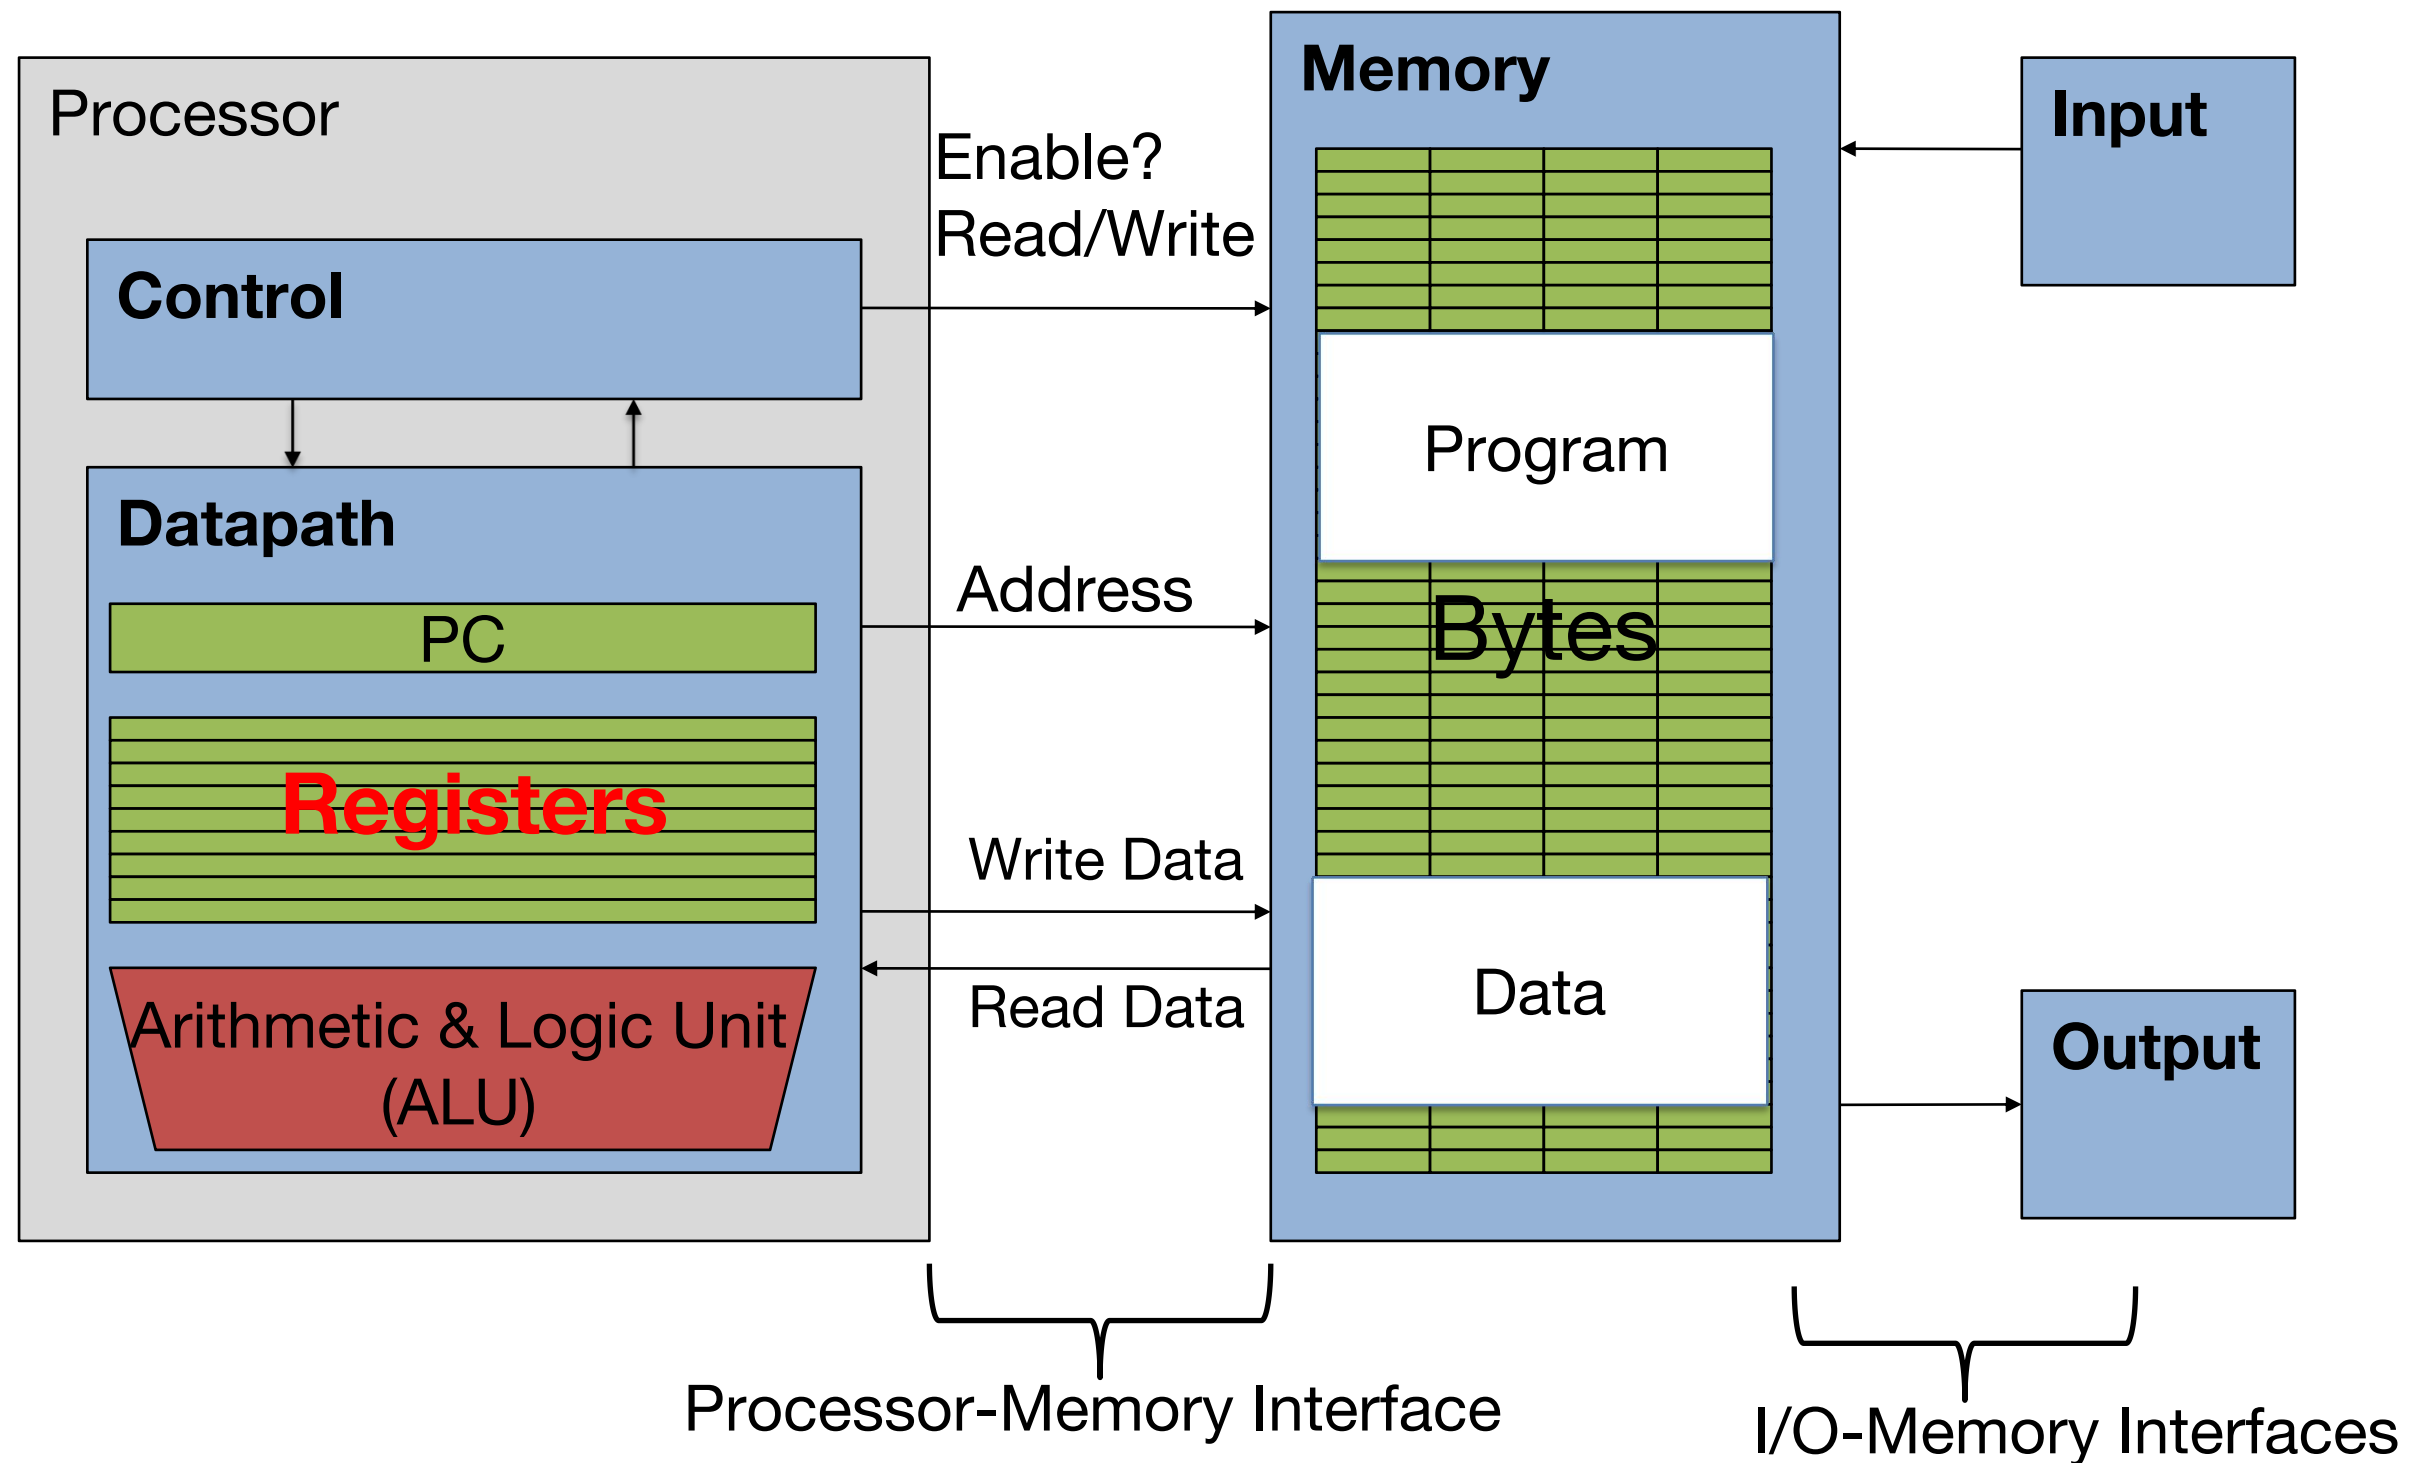 Processor
Control
Datapath
PC
Registers
Arithmetic & Logic Unit
(ALU)
Enable?
Read/Write
Address
Write Data
Read Data
Memory
Program
Bytes
Data
Input
Output
Processor-Memory Interface
I/O-Memory Interfaces